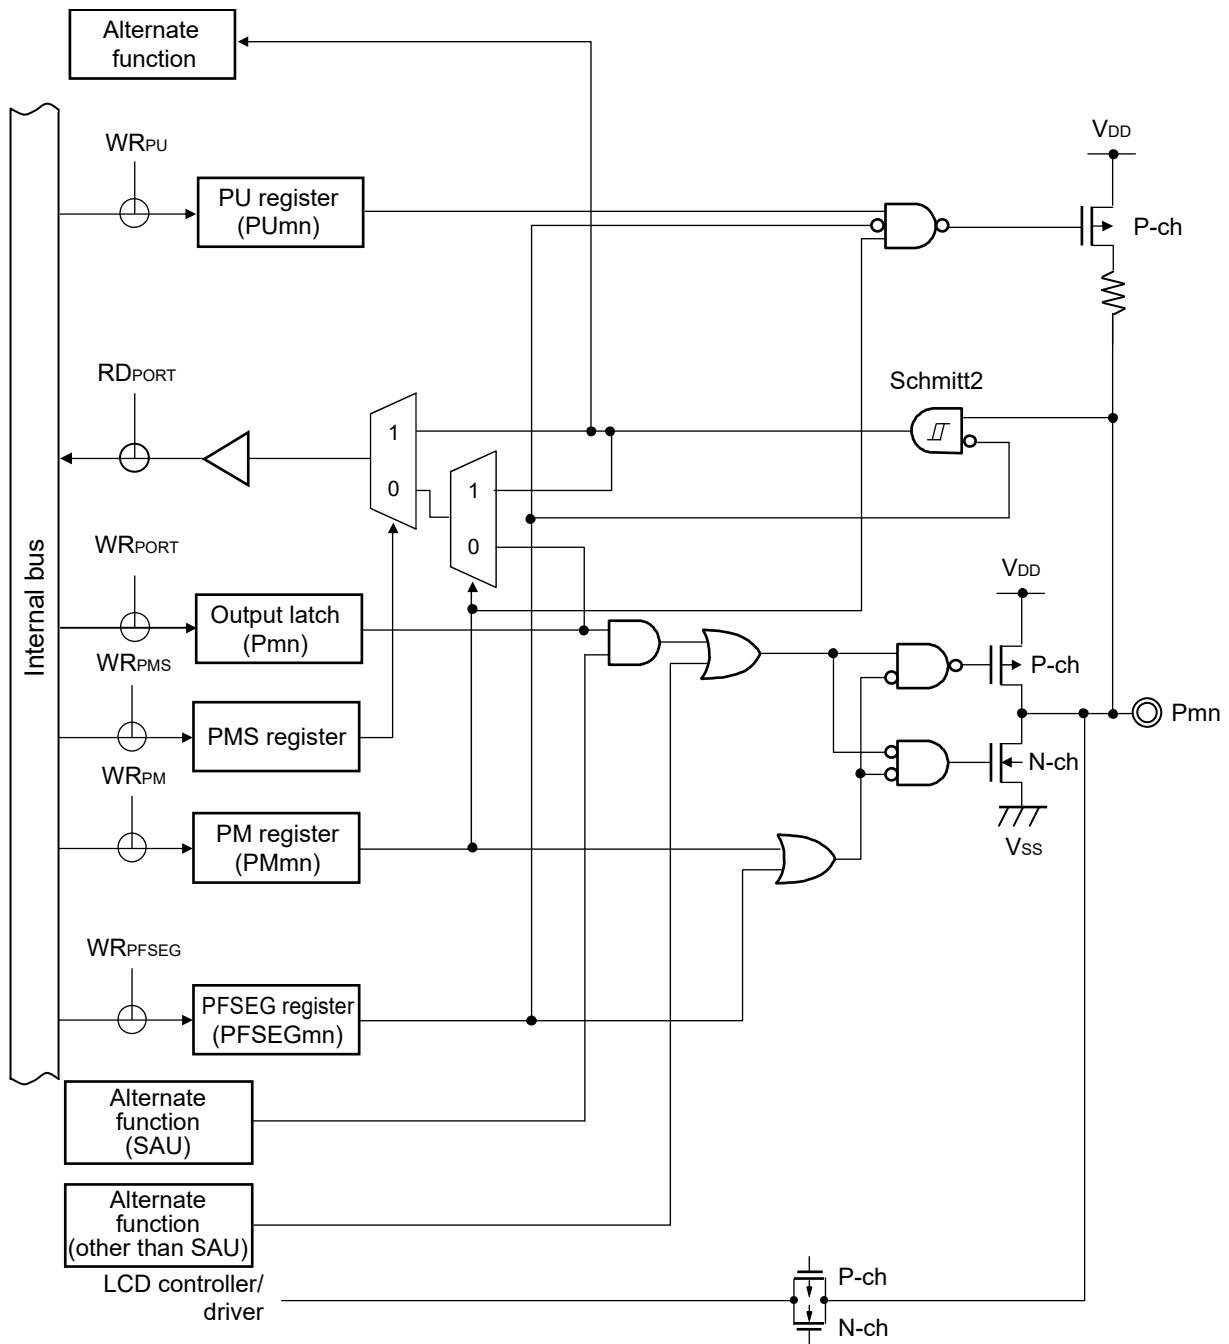 Alternate
function
WRPU
PU register
(PUmn)
VDD
P-ch
RDPORT
Schmitt2
1
0
1
0
Internal bus
WRPORT
Output latch
(Pmn)
VDD
P-ch
WRPMS
PMS register
Pmn
N-ch
WRPM
PM register
(PMmn)
VSS
WRPFSEG
PFSEG register
(PFSEGmn)
Alternate
function
(SAU)
Alternate
function
(other than SAU)
LCD controller/
driver
P-ch
N-ch